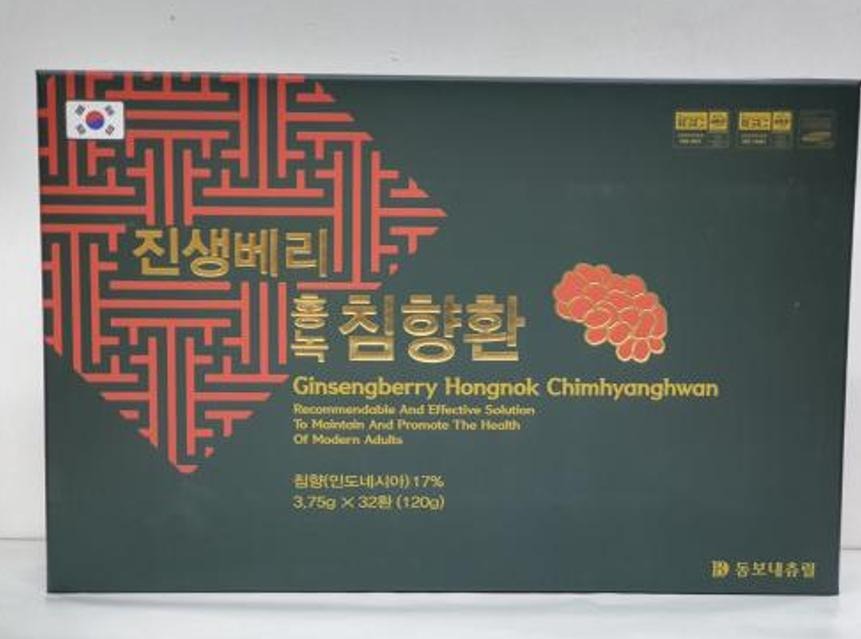 진생베리
홍녹 침향환
Ginsengberry Hongnok Chimhyanghwan
Recommendable And Effective Solution
To Maintain And Promote The Health
Of Modern Adults
침향(인도네시아) 17%
3.75g × 32환 (120g)
동보내츄럴